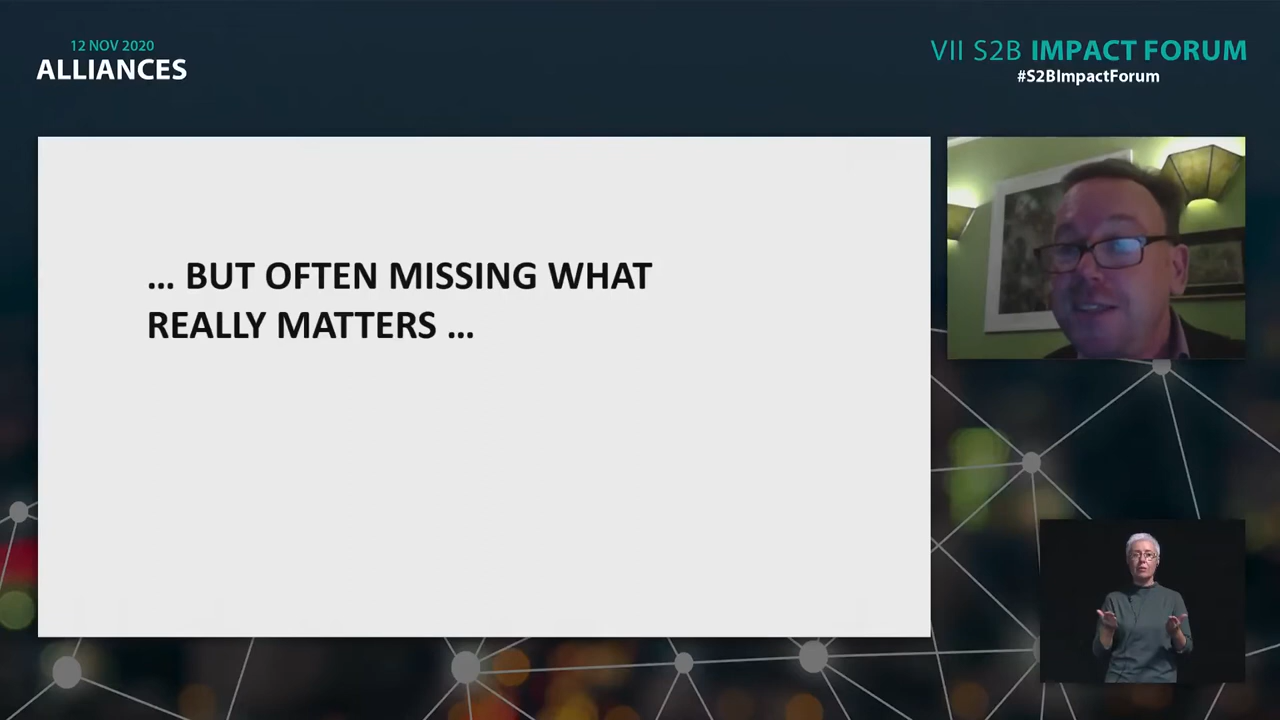 12 NOV 2020
ALLIANCES
VII S2B IMPACT FORUM
#S2BImpactForum
... BUT OFTEN MISSING WHAT
REALLY MATTERS ...